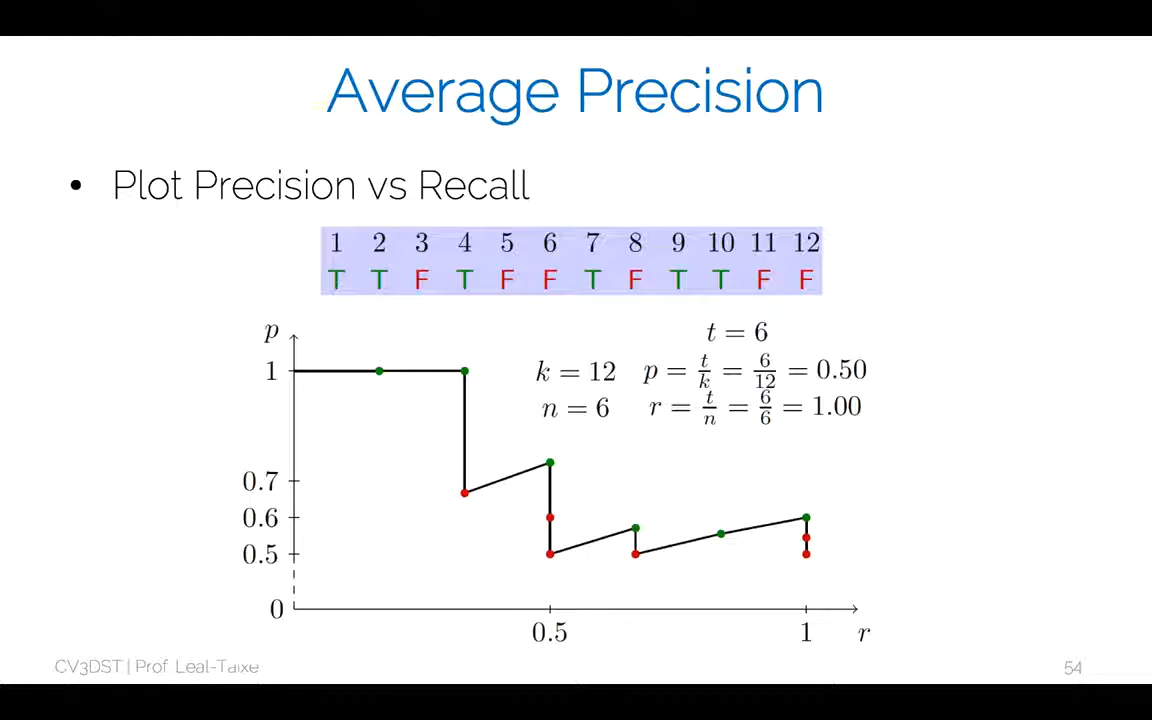 Average Precision
• Plot Precision vs Recall
1 2 3 4 5 6 7 8 9 10 11 12
T T F T F F T F T T F F
p
t = 6
1
k = 12 p = t/k = 6/12 = 0.50
n = 6 r = t/n = 6/6 = 1.00
0.7
0.6
0.5
0
0.5 1 r
CV3DST | Prof. Leal-Taixé 54